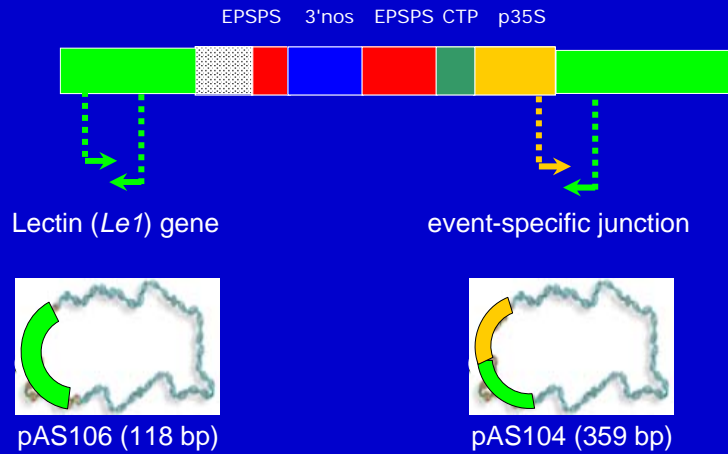 EPSPS 3'nos EPSPS CTP p35S
Lectin (Le1) gene event-specific junction
pAS106 (118 bp) pAS104 (359 bp)